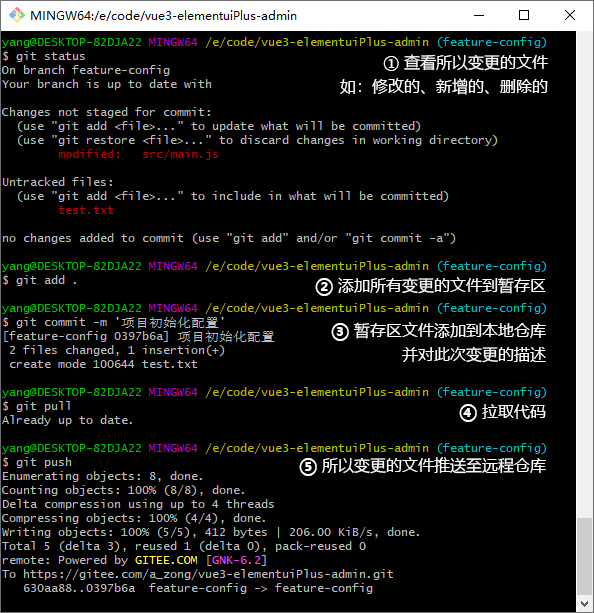 MINGW64:/e/code/vue3-elementuiPlus-admin
yang@DESKTOP-82DJA22 MINGW64 /e/code/vue3-elementuiPlus-admin (feature-config)
$ git status
① 查看所以变更的文件
On branch feature-config
Your branch is up to date with
如：修改的、新增的、删除的
Changes not staged for commit:
(use "git add <file>..." to update what will be committed)
(use "git restore <file>..." to discard changes in working directory)
modified: src/main.js
Untracked files:
(use "git add <file>..." to include in what will be committed)
test.txt
no changes added to commit (use "git add" and/or "git commit -a")
yang@DESKTOP-82DJA22 MINGW64 /e/code/vue3-elementuiPlus-admin (feature-config)
$ git add .
② 添加所有变更的文件到暂存区
yang@DESKTOP-82DJA22 MINGW64 /e/code/vue3-elementuiPlus-admin (feature-config)
$ git commit -m '项目初始化配置'
③ 暂存区文件添加到本地仓库
[feature-config 0397b6a] 项目初始化配置
2 files changed, 1 insertion(+)
并对此次变更的描述
create mode 100644 test.txt
yang@DESKTOP-82DJA22 MINGW64 /e/code/vue3-elementuiPlus-admin (feature-config)
$ git pull
④ 拉取代码
Already up to date.
yang@DESKTOP-82DJA22 MINGW64 /e/code/vue3-elementuiPlus-admin (feature-config)
$ git push
⑤ 所以变更的文件推送至远程仓库
Enumerating objects: 8, done.
Counting objects: 100% (8/8), done.
Delta compression using up to 4 threads
Compressing objects: 100% (4/4), done.
Writing objects: 100% (5/5), 412 bytes | 206.00 KiB/s, done.
Total 5 (delta 3), reused 1 (delta 0), pack-reused 0
remote: Powered by GITEE.COM [GNK-6.2]
To https://gitee.com/a_zong/vue3-elementuiPlus-admin.git
630aa88..0397b6a feature-config -> feature-config